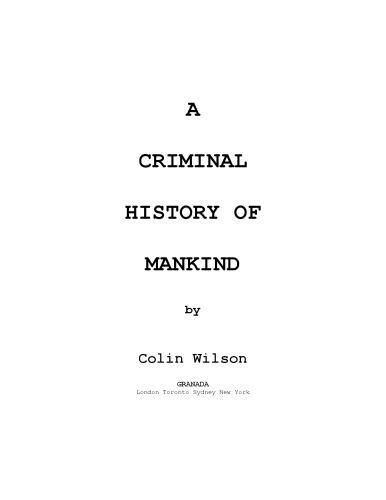 A
CRIMINAL
HISTORY OF
MANKIND
by
Colin Wilson
GRANADA
London Toronto Sydney New York